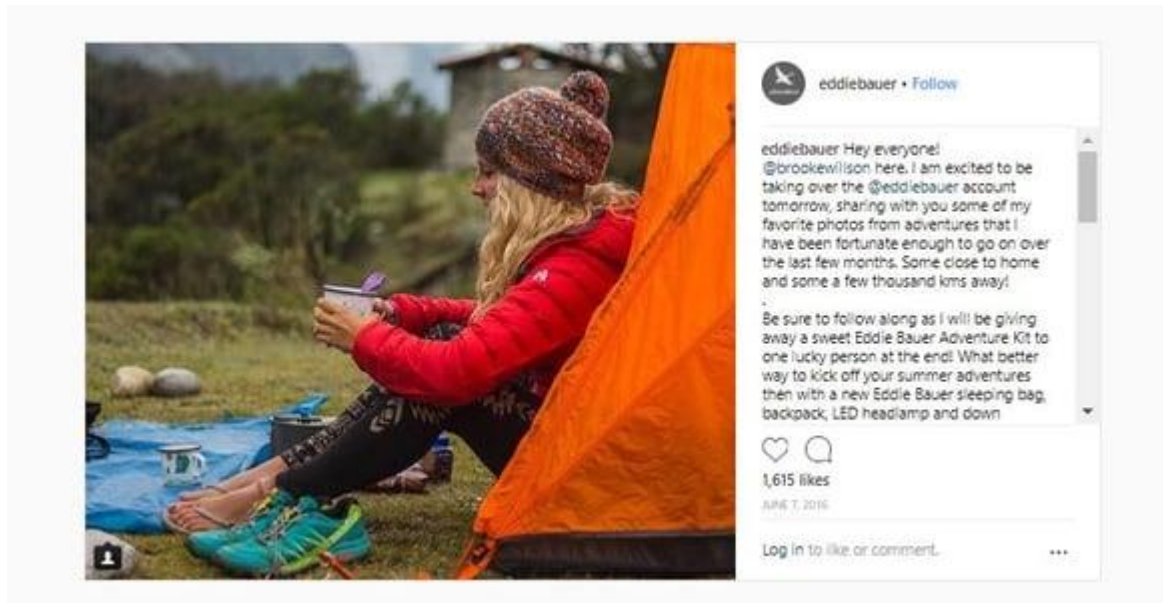 eddiebauer • Follow
eddiebauer Hey everyone!
@brookewillson here. I am excited to be
taking over the @eddiebauer account
tomorrow, sharing with you some of my
favorite photos from adventures that I
have been fortunate enough to go on over
the last few months. Some close to home
and some a few thousand kms away!
.
Be sure to follow along as I will be giving
away a sweet Eddie Bauer Adventure Kit to
one lucky person at the end! What better
way to kick off your summer adventures
then with a new Eddie Bauer sleeping bag,
backpack, LED headlamp and down
1,615 likes
JUNE 7, 2016
Log in to like or comment.